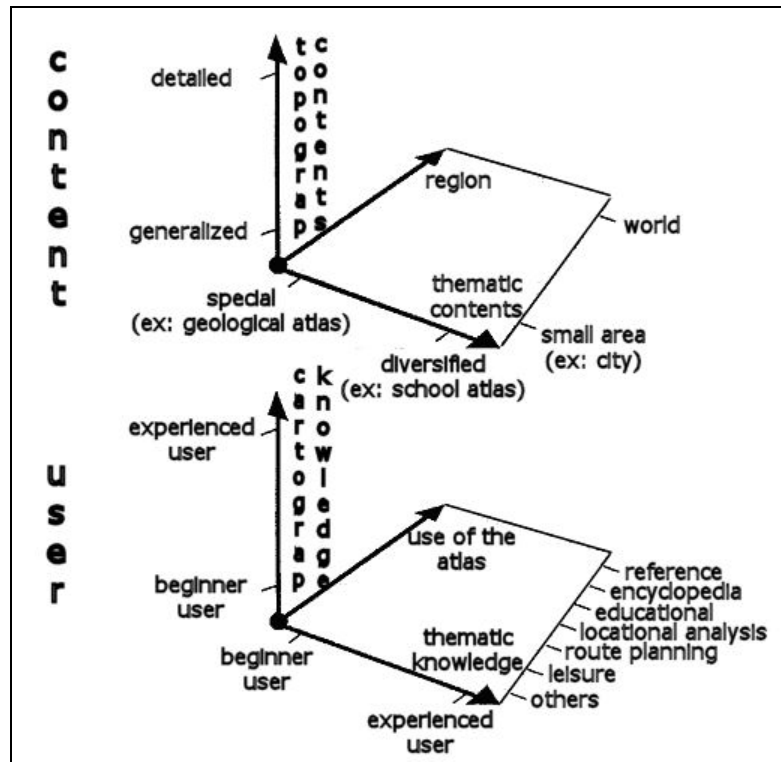 content
topograp
contents
detailed
generalized
region
world
special
(ex: geological atlas)
thematic
contents
small area
(ex: city)
diversified
(ex: school atlas)
user
cartograp
knowledge
experienced
user
beginner
user
use of the
atlas
reference
encyclopedia
educational
locational analysis
route planning
leisure
others
thematic
knowledge
beginner
user
experienced
user